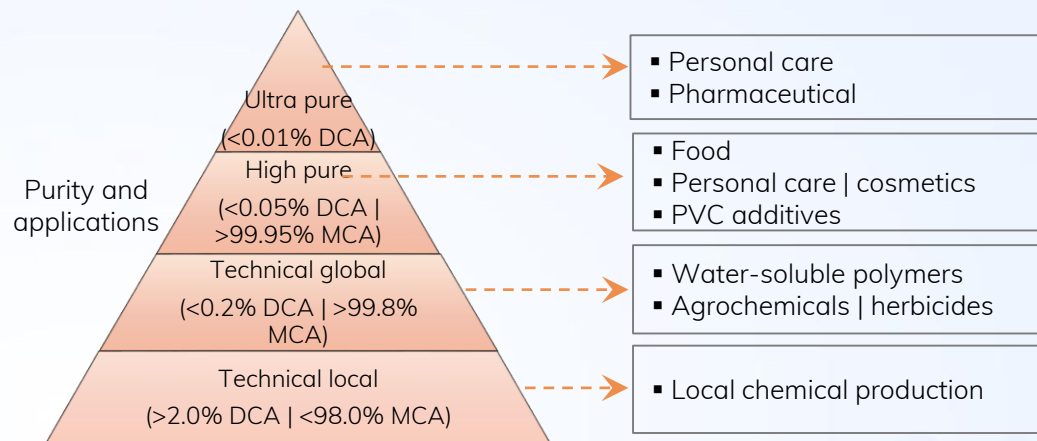 Purity and
applications
Ultra pure
(<0.01% DCA)
▪ Personal care
▪ Pharmaceutical
High pure
(<0.05% DCA |
>99.95% MCA)
▪ Food
▪ Personal care | cosmetics
▪ PVC additives
Technical global
(<0.2% DCA | >99.8%
MCA)
▪ Water-soluble polymers
▪ Agrochemicals | herbicides
Technical local
(>2.0% DCA | <98.0% MCA)
▪ Local chemical production